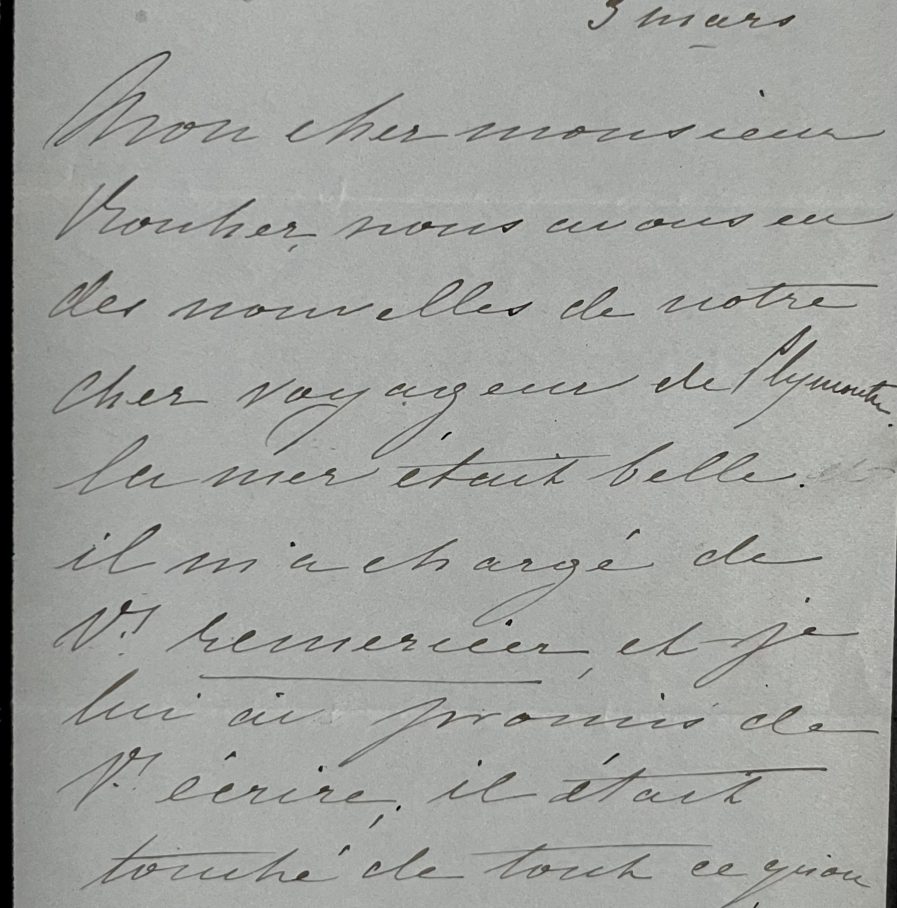 3 mars
Mon cher monsieur
Rouher, nous avons eu
des nouvelles de notre
cher voyageur de Plymouth.
la mer était belle.
il m'a chargé de
Vs remercier, et je
lui ai promis de
Vs écrire, il était
touché de tout ce qu'on